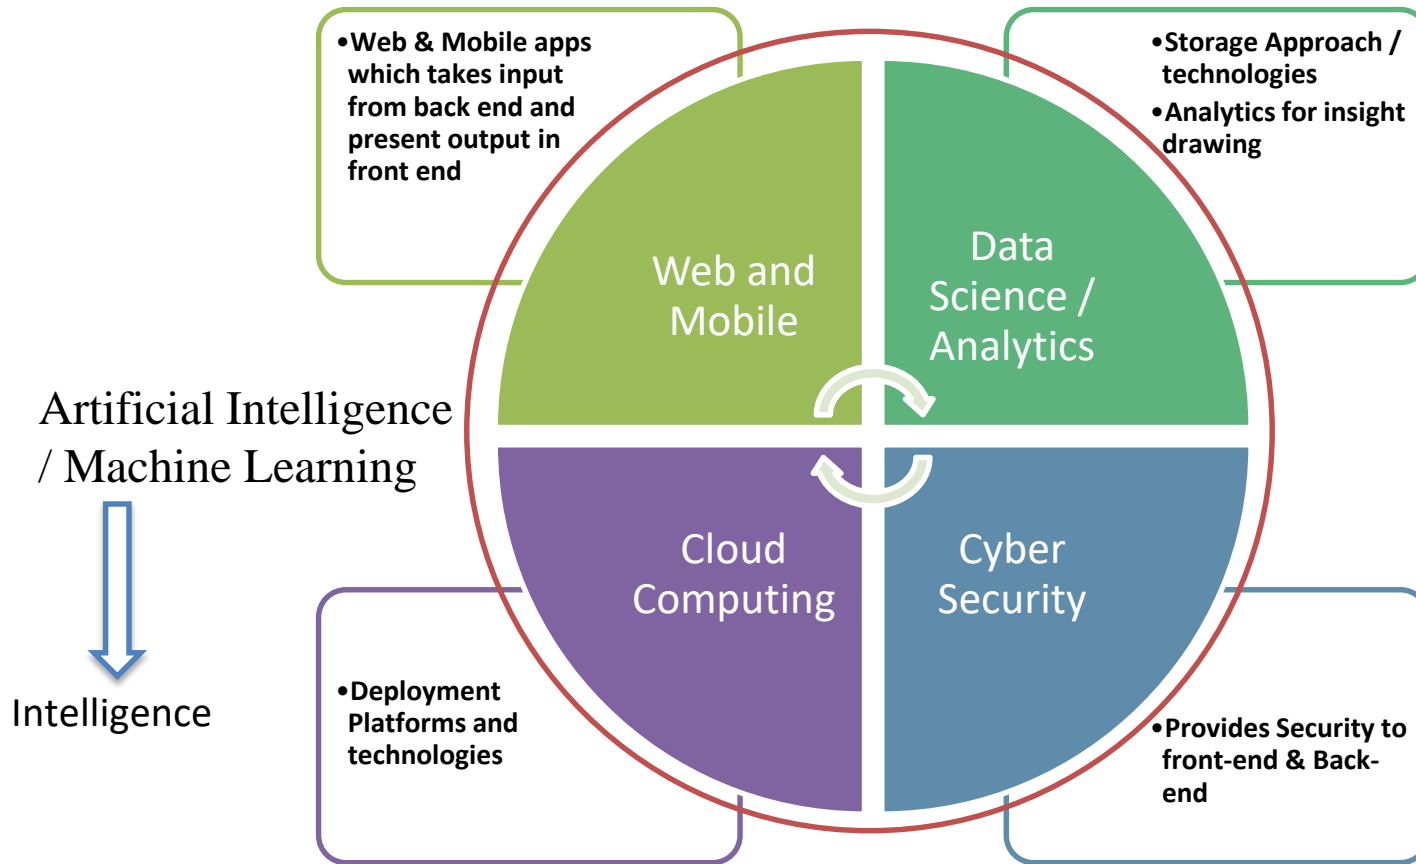 •Web & Mobile apps
which takes input
from back end and
present output in
front end
•Storage Approach /
technologies
•Analytics for insight
drawing
Web and
Mobile
Data
Science /
Analytics
Artificial Intelligence
/ Machine Learning
Intelligence
Cloud
Computing
Cyber
Security
•Deployment
Platforms and
technologies
•Provides Security to
front-end & Back-
end